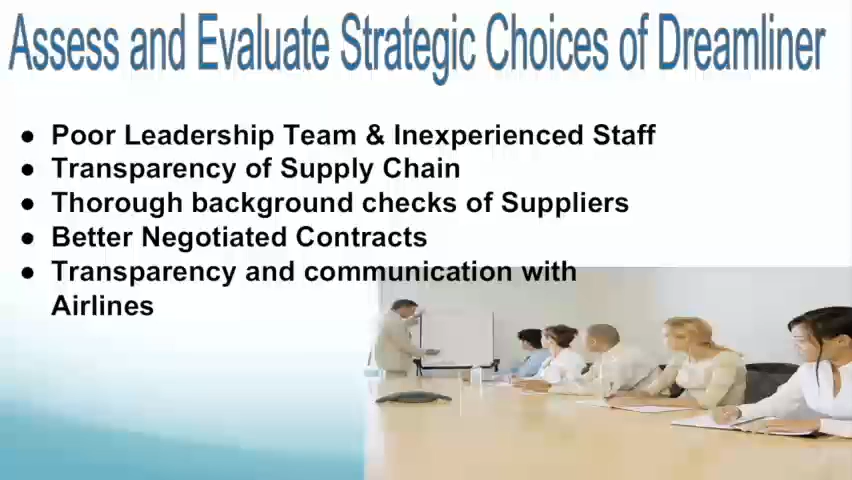 Assess and Evaluate Strategic Choices of Dreamliner
● Poor Leadership Team & Inexperienced Staff
● Transparency of Supply Chain
● Thorough background checks of Suppliers
● Better Negotiated Contracts
● Transparency and communication with
Airlines